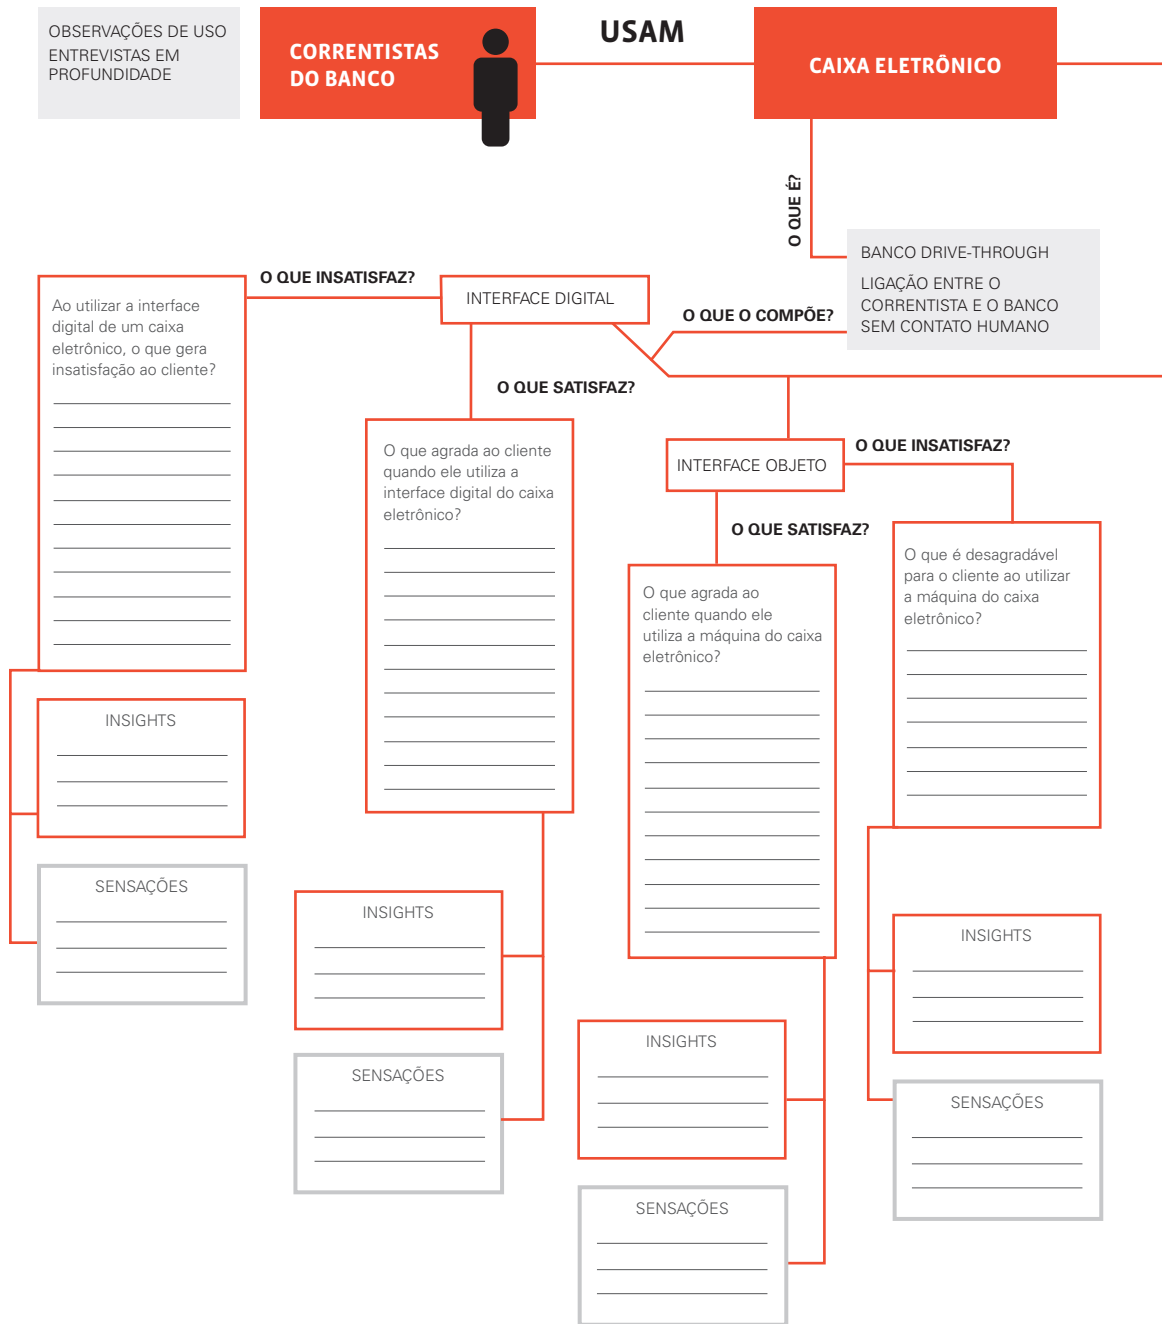 OBSERVAÇÕES DE USO
ENTREVISTAS EM
PROFUNDIDADE
CORRENTISTAS
DO BANCO
USAM
CAIXA ELETRÔNICO
O QUE É?
BANCO DRIVE-THROUGH
LIGAÇÃO ENTRE O
CORRENTISTA E O BANCO
SEM CONTATO HUMANO
O QUE O COMPÕE?
INTERFACE DIGITAL
O QUE INSATISFAZ?
Ao utilizar a interface
digital de um caixa
eletrônico, o que gera
insatisfação ao cliente?
INSIGHTS
SENSAÇÕES
O QUE SATISFAZ?
O que agrada ao cliente
quando ele utiliza a
interface digital do caixa
eletrônico?
INSIGHTS
SENSAÇÕES
INTERFACE OBJETO
O QUE SATISFAZ?
O que agrada ao
cliente quando ele
utiliza a máquina do caixa
eletrônico?
INSIGHTS
SENSAÇÕES
O QUE INSATISFAZ?
O que é desagradável
para o cliente ao utilizar
a máquina do caixa
eletrônico?
INSIGHTS
SENSAÇÕES